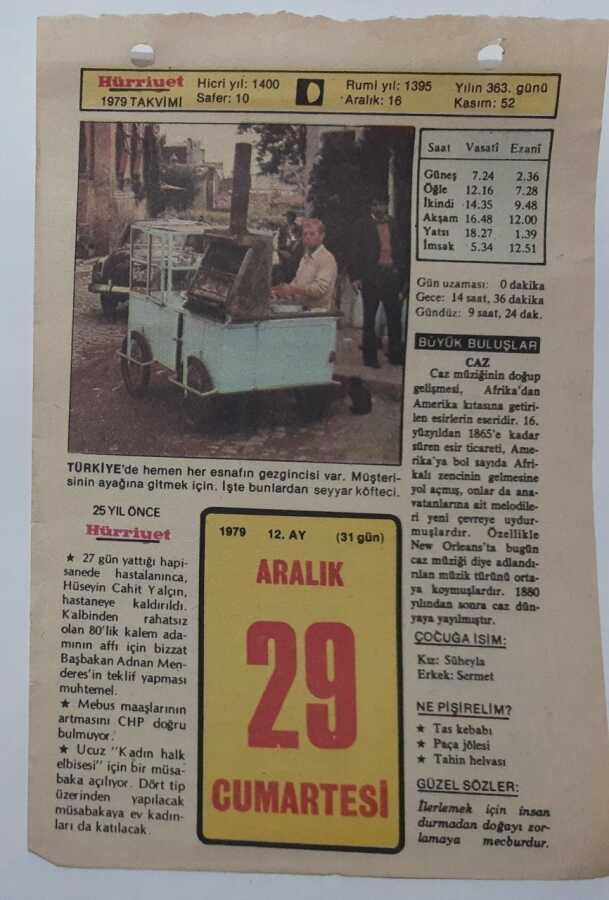 Hürriyet
1979 TAKVİMİ
Hicri yıl: 1400
Safer: 10
Rumi yıl: 1395
Aralık: 16
Yılın 363. günü
Kasım: 52
TÜRKİYE'de hemen her esnafın gezgincisi var. Müşteri-
sinin ayağına gitmek için. İşte bunlardan seyyar köfteci.
Saat Vasatî Ezanî
Güneş 7.24 2.36
Öğle 12.16 7.28
İkindi 14.35 9.48
Akşam 16.48 12.00
Yatsı 18.27 1.39
İmsak 5.34 12.51
Gün uzaması: 0 dakika
Gece: 14 saat, 36 dakika
Gündüz: 9 saat, 24 dak.
BÜYÜK BULUŞLAR
CAZ
Caz müziğinin doğup
gelişmesi, Afrika'dan
Amerika kıtasına getiri-
len esirlerin eseridir. 16.
yüzyıldan 1865'e kadar
süren esir ticareti, Ame-
rika'ya bol sayıda Afri-
kalı zencinin gelmesine
yol açmış, onlar da ana-
vatanlarına ait melodile-
ri yeni çevreye uydur-
muşlardır. Özellikle
New Orleans'ta bugün
caz müziği diye adlandı-
rılan müzik türünü orta-
ya koymuşlardır. 1880
yılından sonra caz dün-
yaya yayılmıştır.
ÇOCUĞA İSİM:
Kız: Süheyla
Erkek: Sermet
NE PİŞİRELİM?
★ Tas kebabı
★ Paça jölesi
★ Tahin helvası
GÜZEL SÖZLER:
İlerlemek için insan
durmadan doğayı zor-
lamaya mecburdur.
25 YIL ÖNCE
Hürriyet
★ 27 gün yattığı hapi-
sanede hastalanınca,
Hüseyin Cahit Yalçın,
hastaneye kaldırıldı.
Kalbinden rahatsız
olan 80'lik kalem ada-
mının affı için bizzat
Başbakan Adnan Men-
deres'in teklif yapması
muhtemel.
★ Mebus maaşlarının
artmasını CHP doğru
bulmuyor.
★ Ucuz "Kadın halk
elbisesi" için bir müsa-
baka açılıyor. Dört tip
üzerinden yapılacak
müsabakaya ev kadın-
ları da katılacak.
1979 12. AY (31 gün)
ARALIK
29
CUMARTESİ